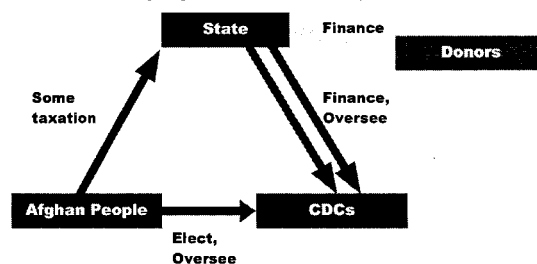 State
Finance
Donors
Some
taxation
Finance,
Oversee
Afghan People
CDCs
Elect,
Oversee